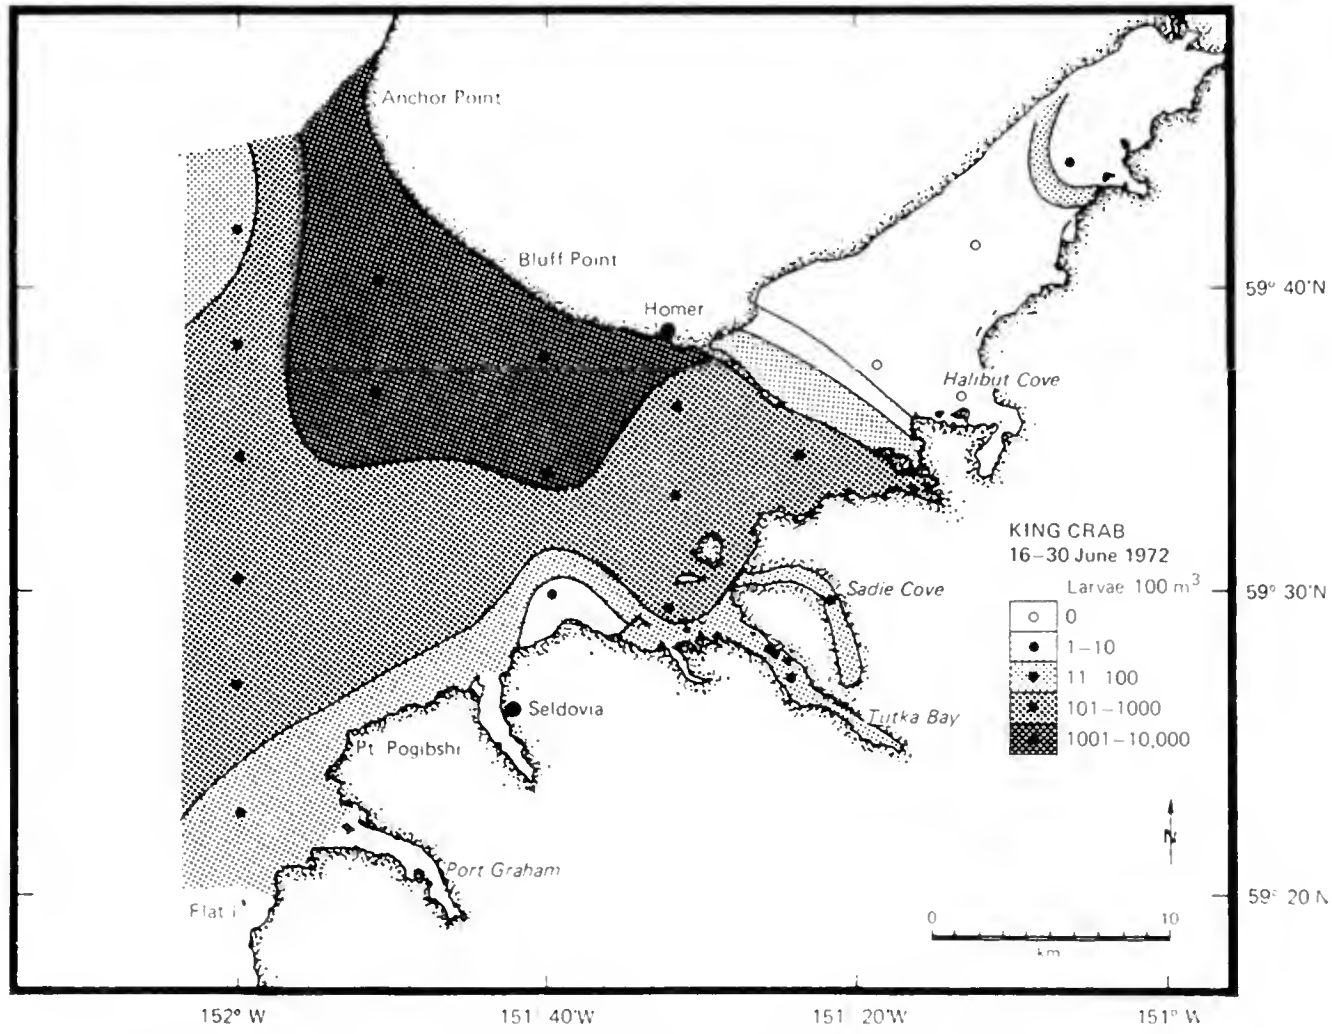 Anchor Point
Bluff Point
Homer
59° 40'N
Halibut Cove
KING CRAB
16–30 June 1972
Larvae 100 m³
0
1–10
11 100
101–1000
1001–10,000
Sadie Cove
59° 30'N
Seldovia
Tutka Bay
Pt. Pogibshi
N
Port Graham
59° 20 N
Flat I
0 10
km
152° W
151° 40'W
151° 20'W
151° W